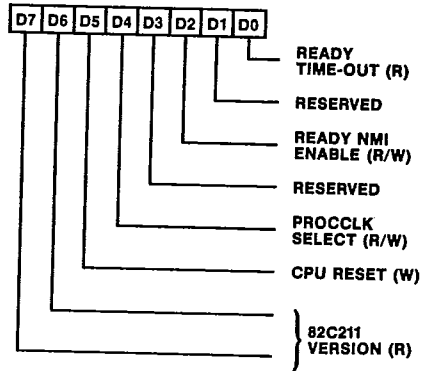 D7 D6 D5 D4 D3 D2 D1 D0
READY
TIME-OUT (R)
RESERVED
READY NMI
ENABLE (R/W)
RESERVED
PROCCLK
SELECT (R/W)
CPU RESET (W)
82C211
VERSION (R)